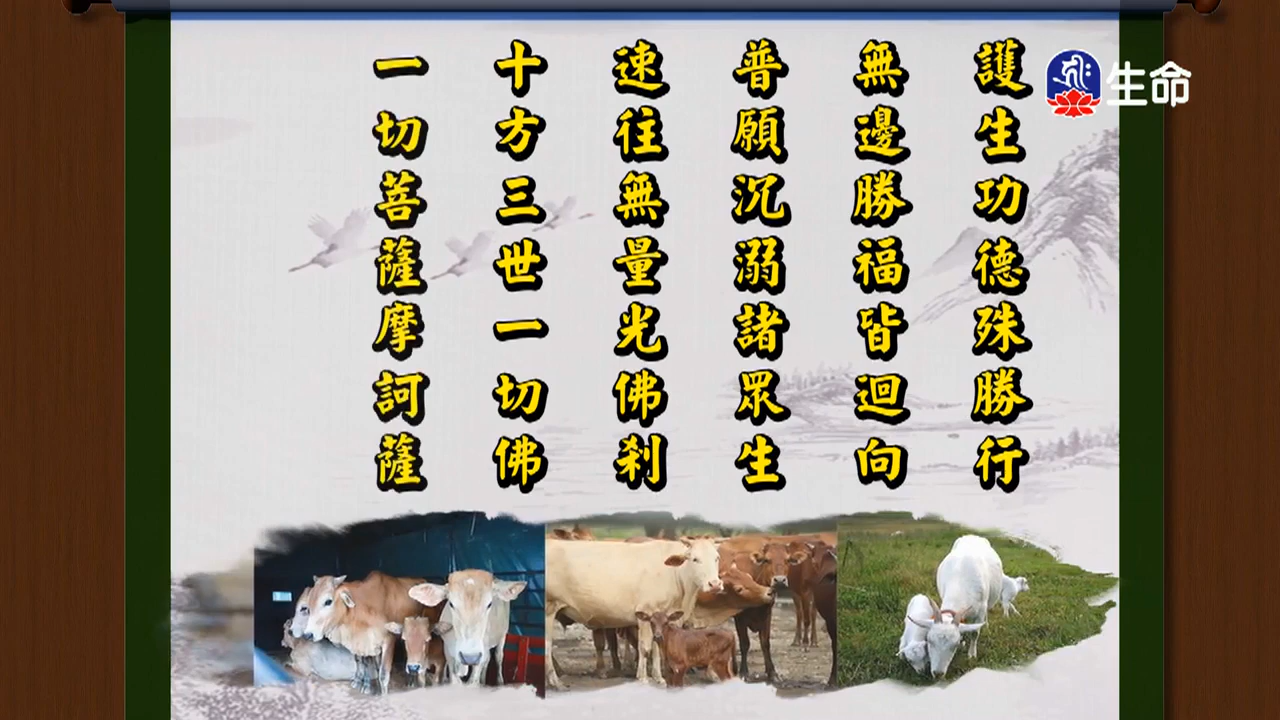 護生功德殊勝行
無邊勝福皆迴向
普願沉溺諸眾生
速往無量光佛刹
十方三世一切佛
一切菩薩摩訶薩
生命